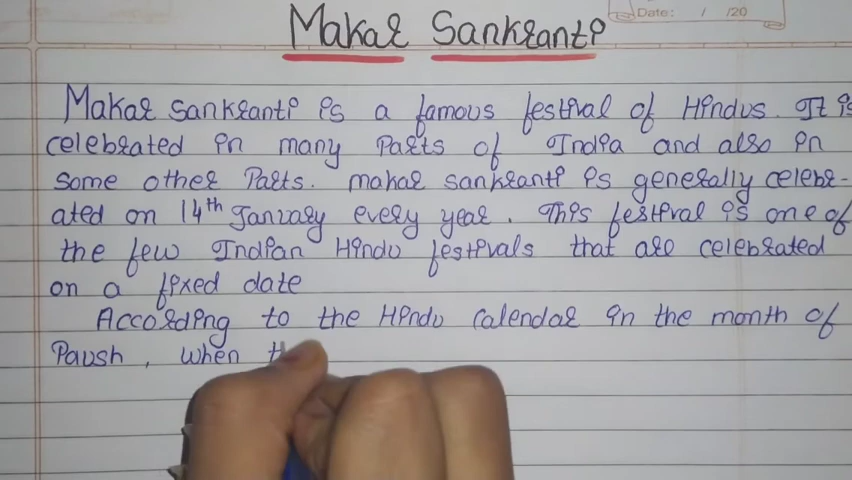 Date: / /20
Makar Sankranti
Makar Sankranti is a famous festival of Hindus. It is
celebrated in many Parts of India and also in
some other Parts. Makar sankranti is generally celebr-
ated on 14th January every year. This festival is one of
the few Indian Hindu festivals that are celebrated
on a fixed date
According to the Hindu Calendar in the month of
Paush, when